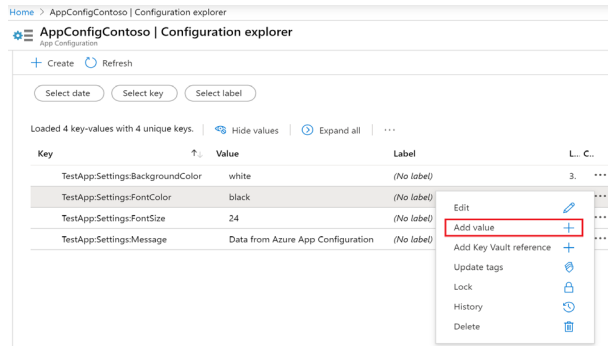 Home > AppConfigContoso | Configuration explorer
AppConfigContoso | Configuration explorer
App Configuration
Create Refresh
Select date Select key Select label
Loaded 4 key-values with 4 unique keys. Hide values Expand all ...
Key Value Label L... C...
TestApp:Settings:BackgroundColor white (No label) 3. ...
TestApp:Settings:FontColor black (No label) ...
TestApp:Settings:FontSize 24 (No label) ...
TestApp:Settings:Message Data from Azure App Configuration (No label) ...
Edit
Add value
Add Key Vault reference
Update tags
Lock
History
Delete